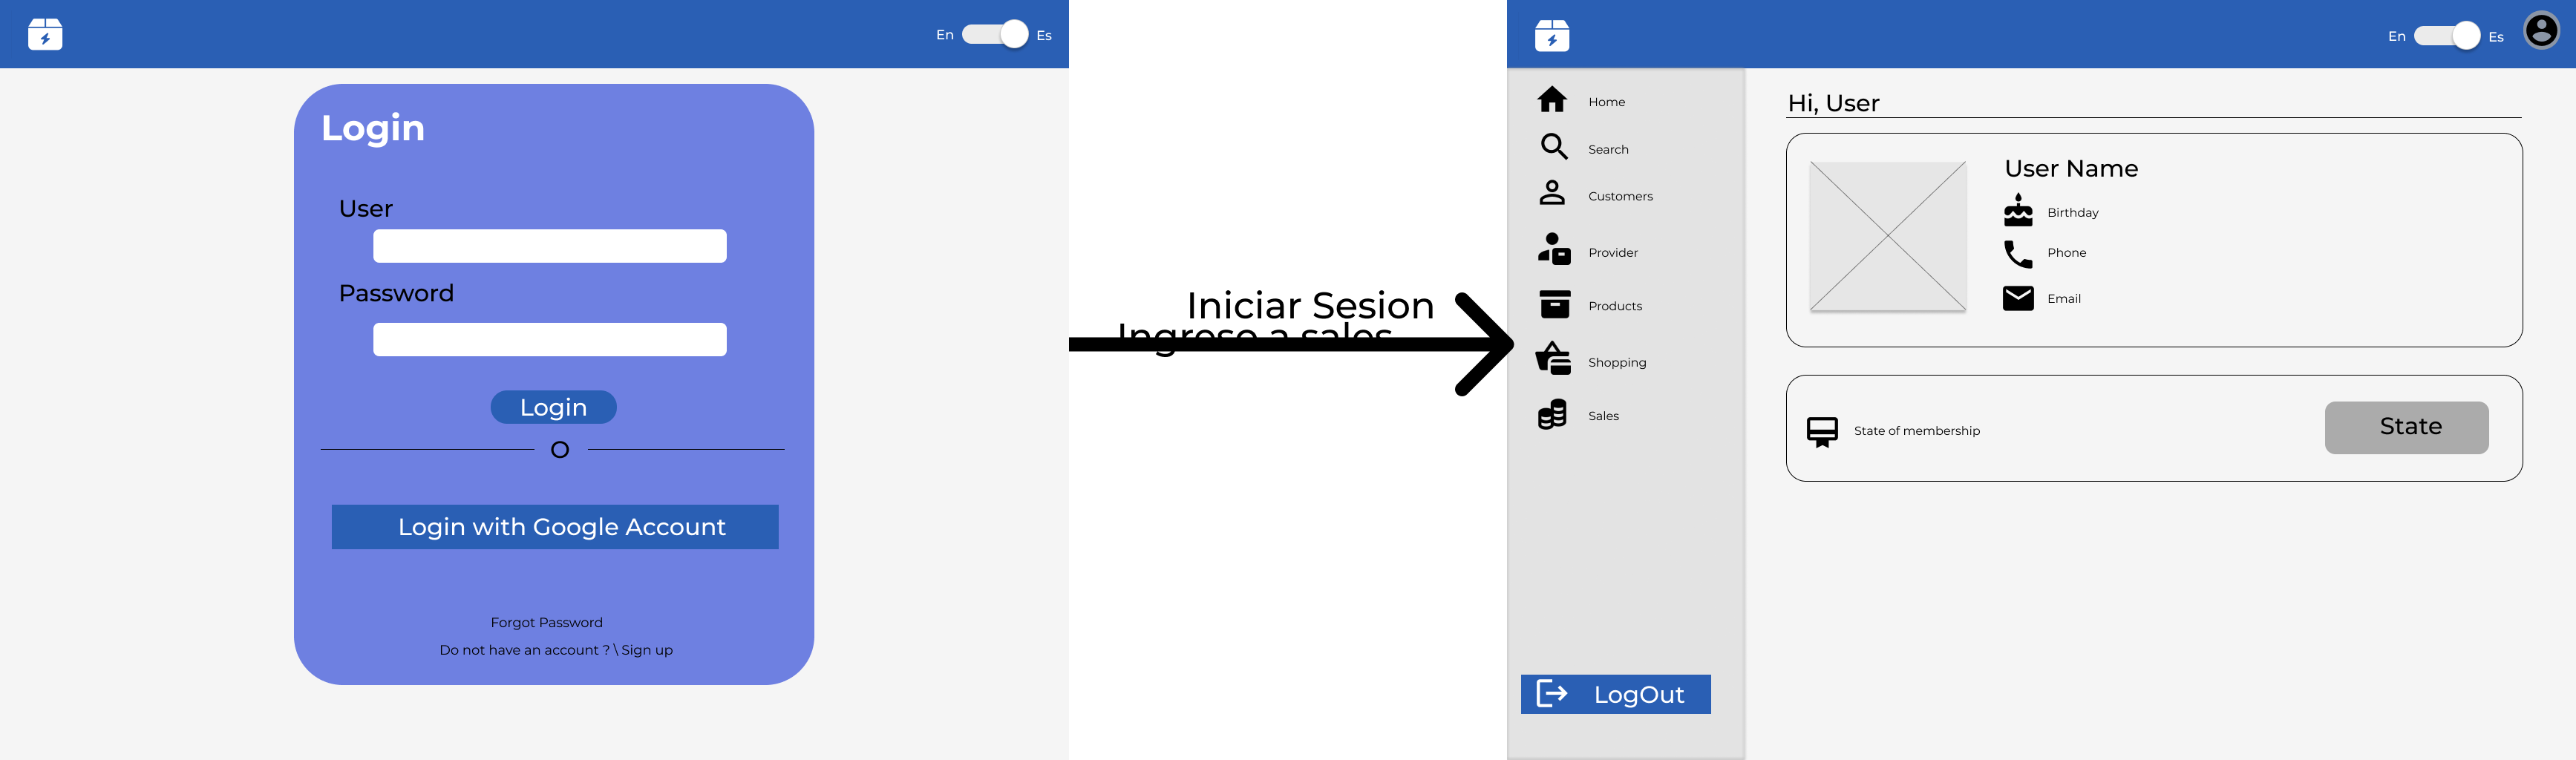 En Es
Login
User
Password
Login
O
Login with Google Account
Forgot Password
Do not have an account ? \ Sign up
Iniciar Sesion
Ingreso a sales
En Es
Home
Search
Customers
Provider
Products
Shopping
Sales
LogOut
Hi, User
User Name
Birthday
Phone
Email
State of membership
State